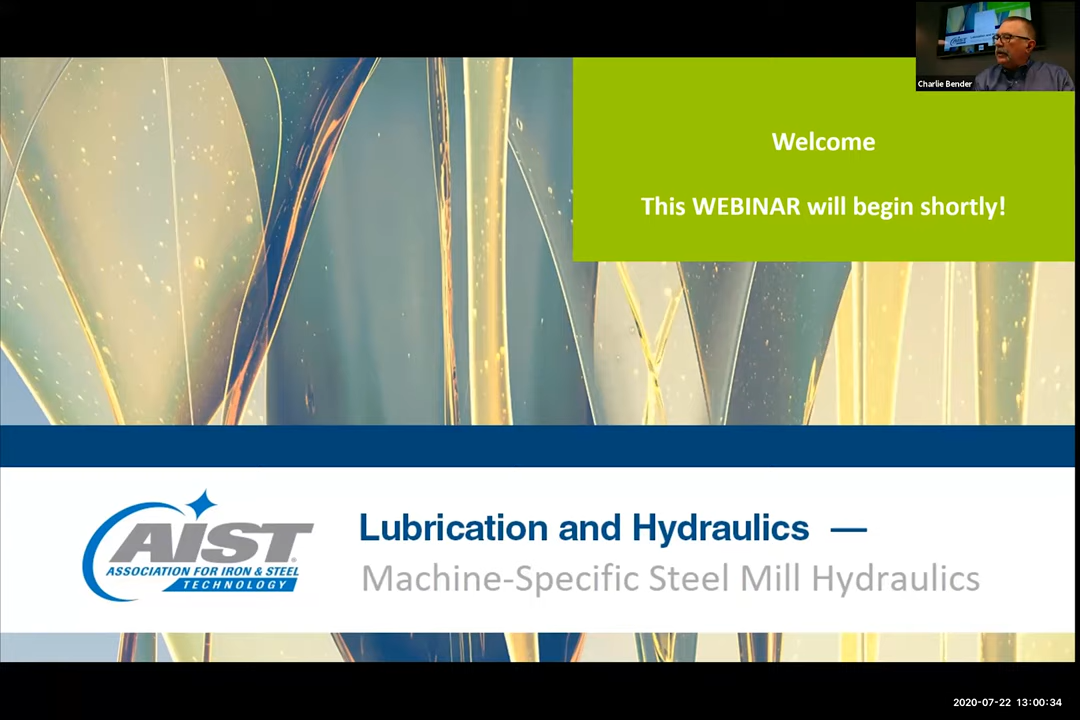 Charlie Bender
Welcome
This WEBINAR will begin shortly!
AIST
ASSOCIATION FOR IRON & STEEL
TECHNOLOGY
Lubrication and Hydraulics —
Machine-Specific Steel Mill Hydraulics
2020-07-22 13:00:34